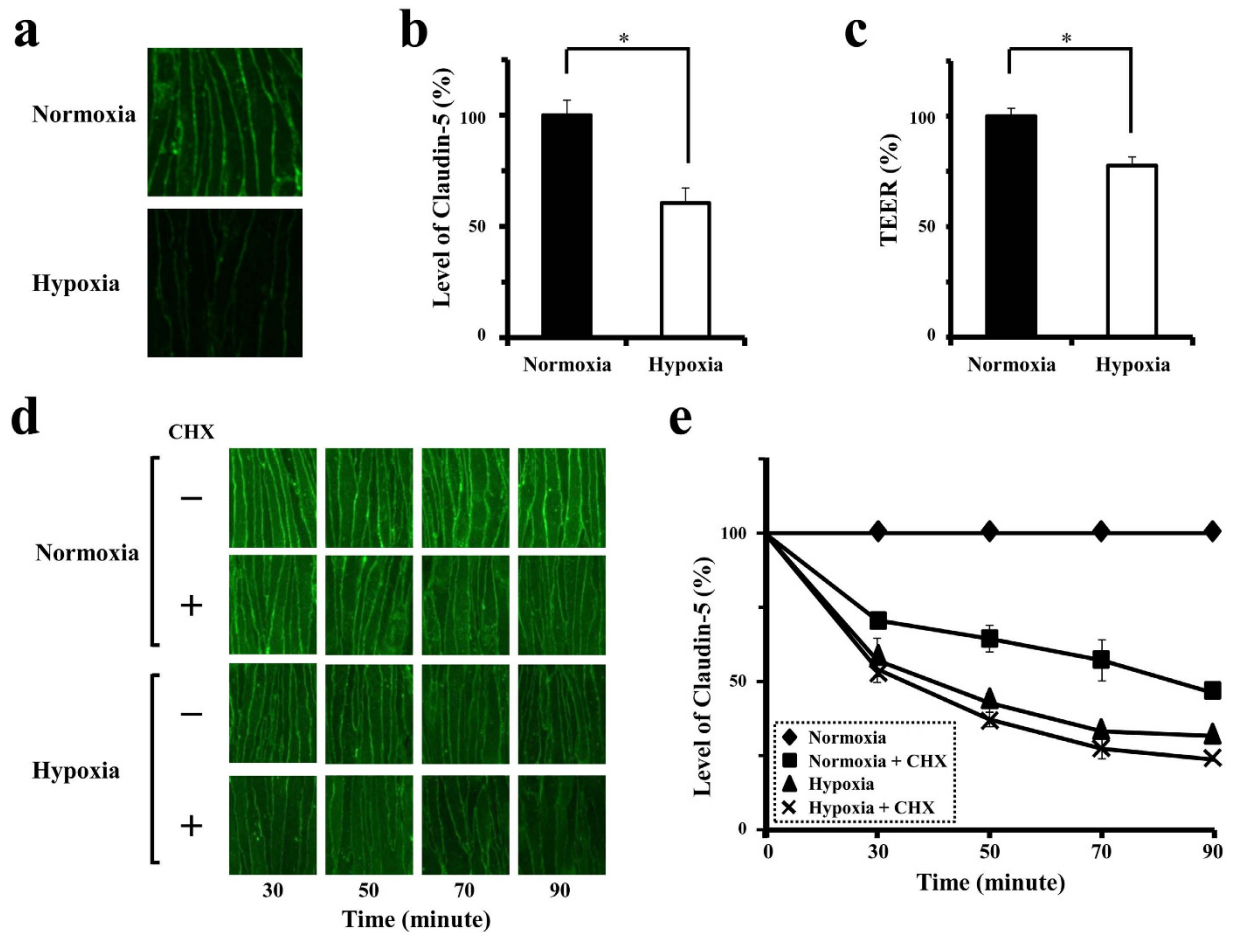 a
Normoxia
Hypoxia
b
Level of Claudin-5 (%)
100
50
0
*
Normoxia
Hypoxia
c
TEER (%)
100
50
0
*
Normoxia
Hypoxia
d
CHX
Normoxia
−
+
Hypoxia
−
+
30
50
70
90
Time (minute)
e
Level of Claudin-5 (%)
100
50
0
Normoxia
Normoxia + CHX
Hypoxia
Hypoxia + CHX
0
30
50
70
90
Time (minute)